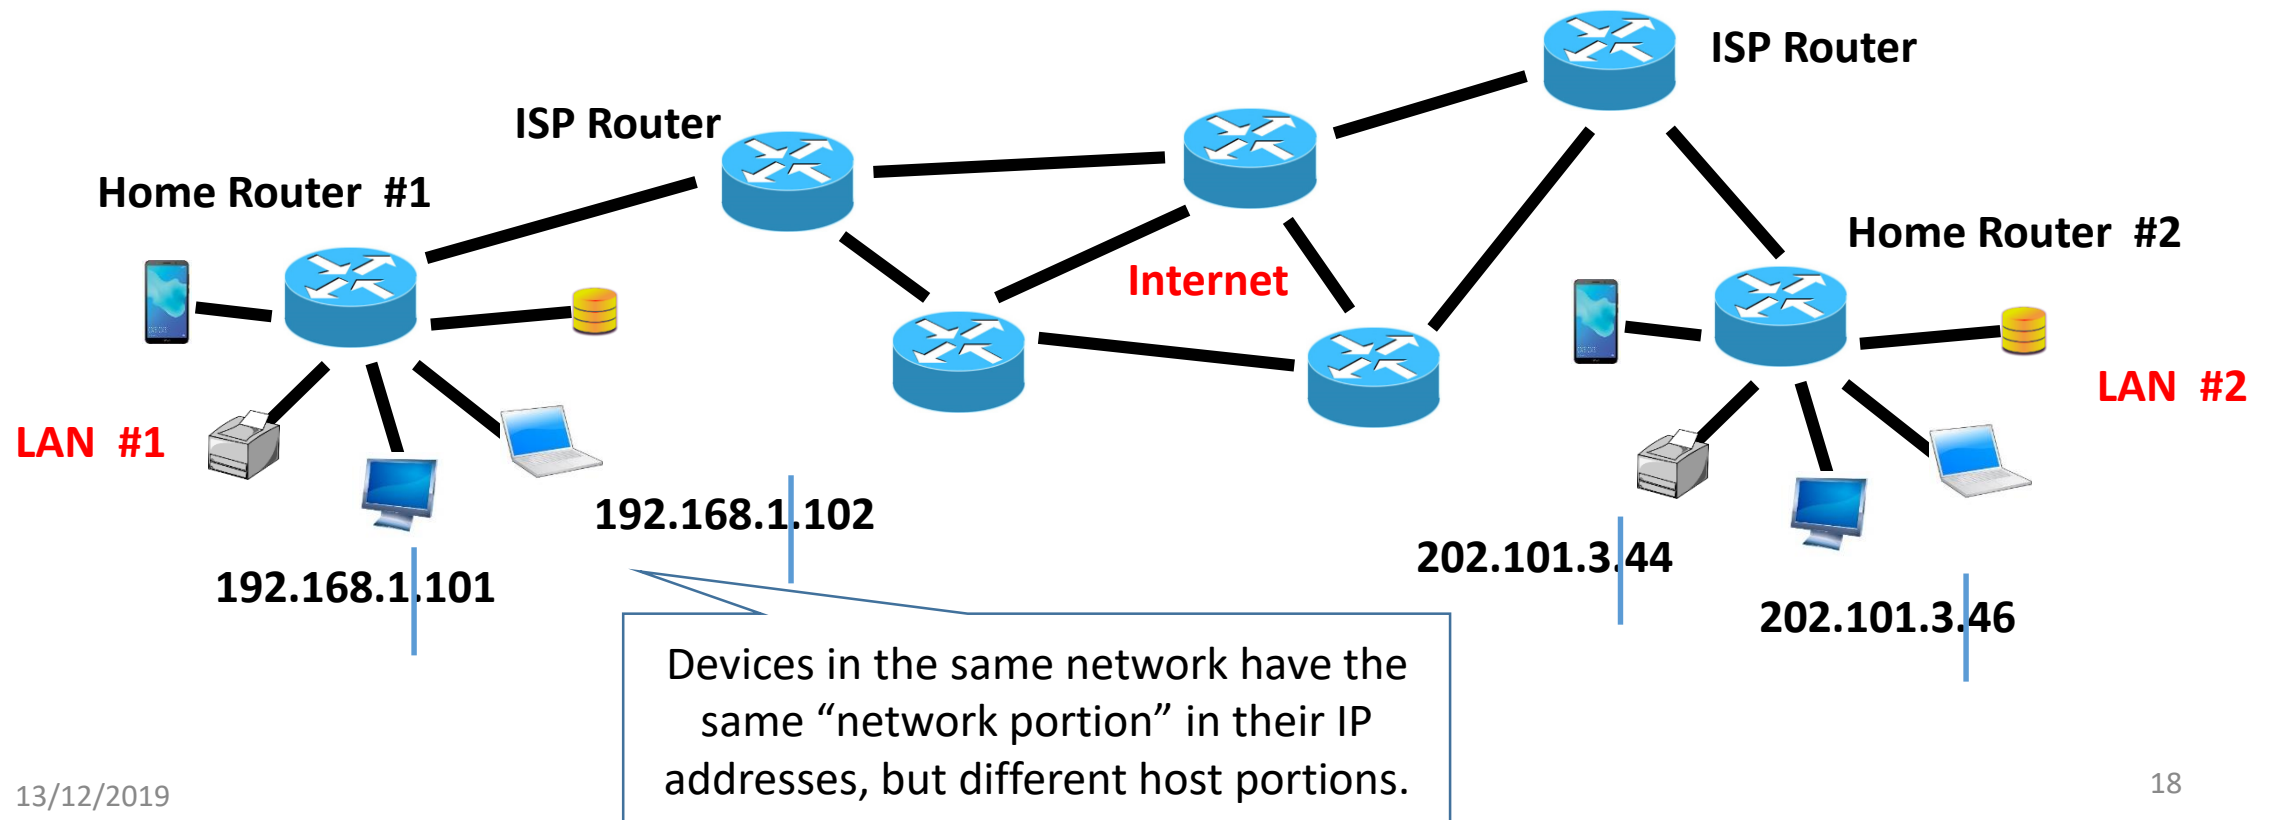 ISP Router
ISP Router
Home Router #1
Home Router #2
Internet
LAN #2
LAN #1
192.168.1.102
202.101.3.44
192.168.1.101
202.101.3.46
Devices in the same network have the
same “network portion” in their IP
addresses, but different host portions.
13/12/2019
18